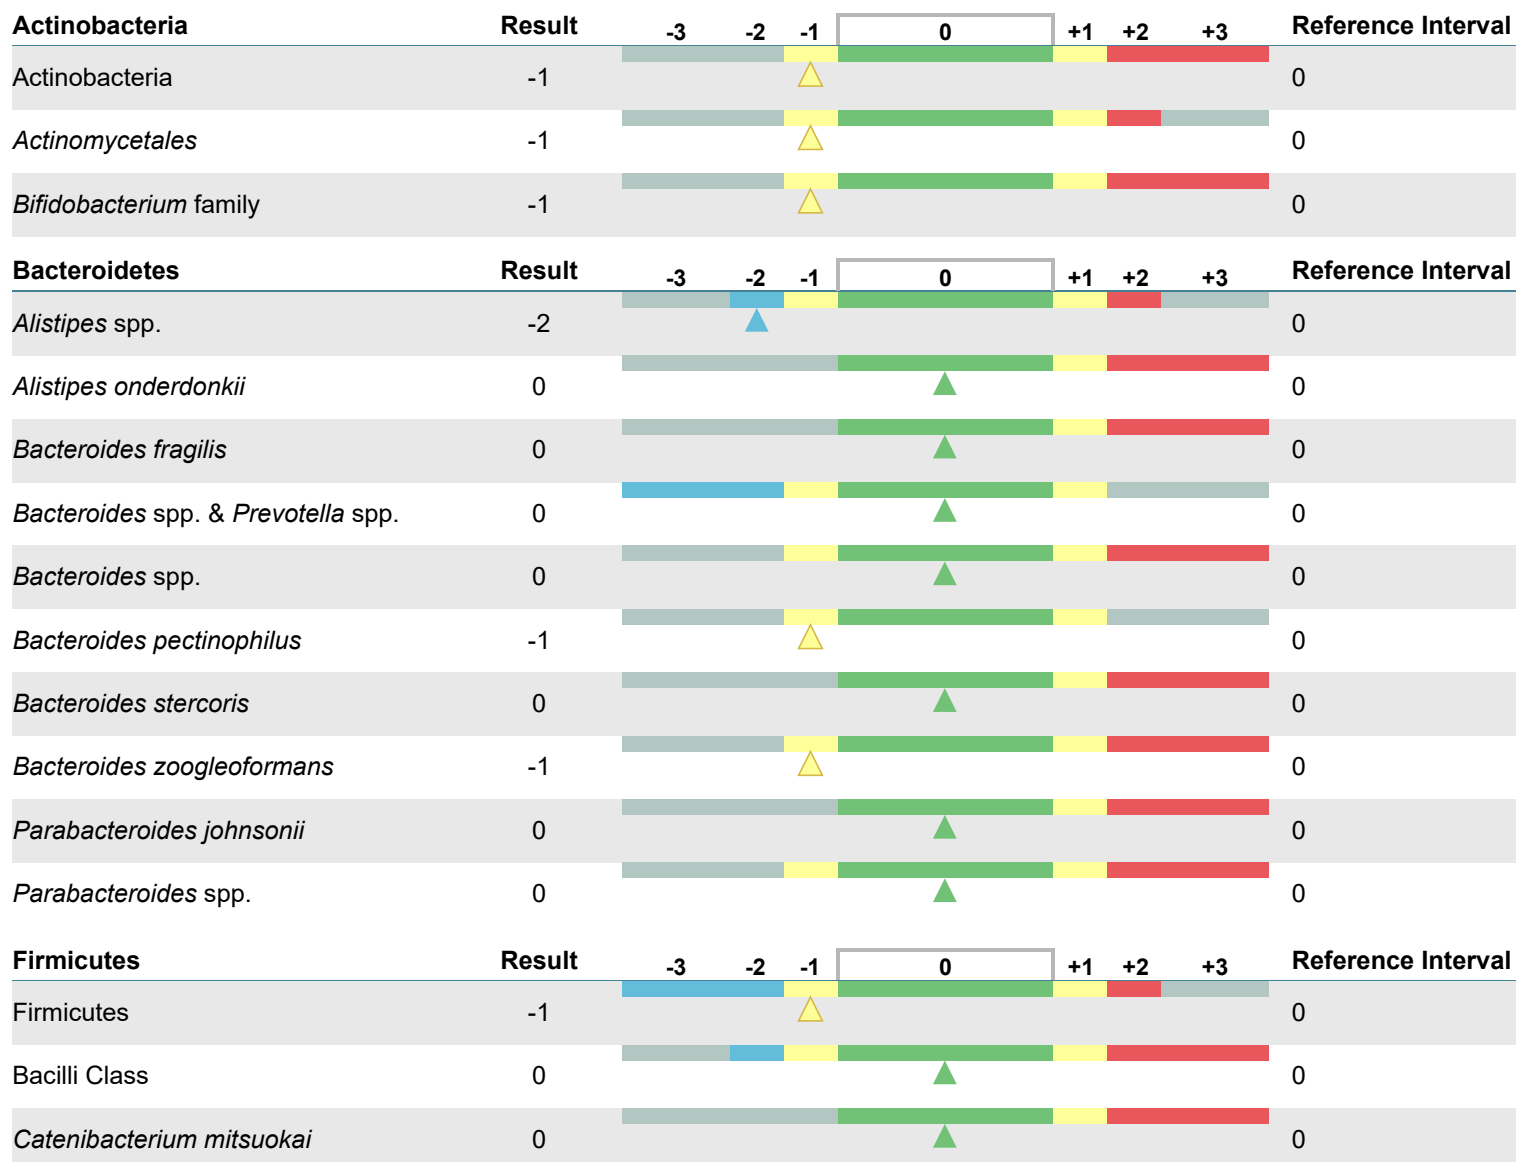 Actinobacteria Result -3 -2 -1 0 +1 +2 +3 Reference Interval
Actinobacteria -1 0
Actinomycetales -1 0
Bifidobacterium family -1 0
Bacteroidetes Result -3 -2 -1 0 +1 +2 +3 Reference Interval
Alistipes spp. -2 0
Alistipes onderdonkii 0 0
Bacteroides fragilis 0 0
Bacteroides spp. & Prevotella spp. 0 0
Bacteroides spp. 0 0
Bacteroides pectinophilus -1 0
Bacteroides stercoris 0 0
Bacteroides zoogleoformans -1 0
Parabacteroides johnsonii 0 0
Parabacteroides spp. 0 0
Firmicutes Result -3 -2 -1 0 +1 +2 +3 Reference Interval
Firmicutes -1 0
Bacilli Class 0 0
Catenibacterium mitsuokai 0 0